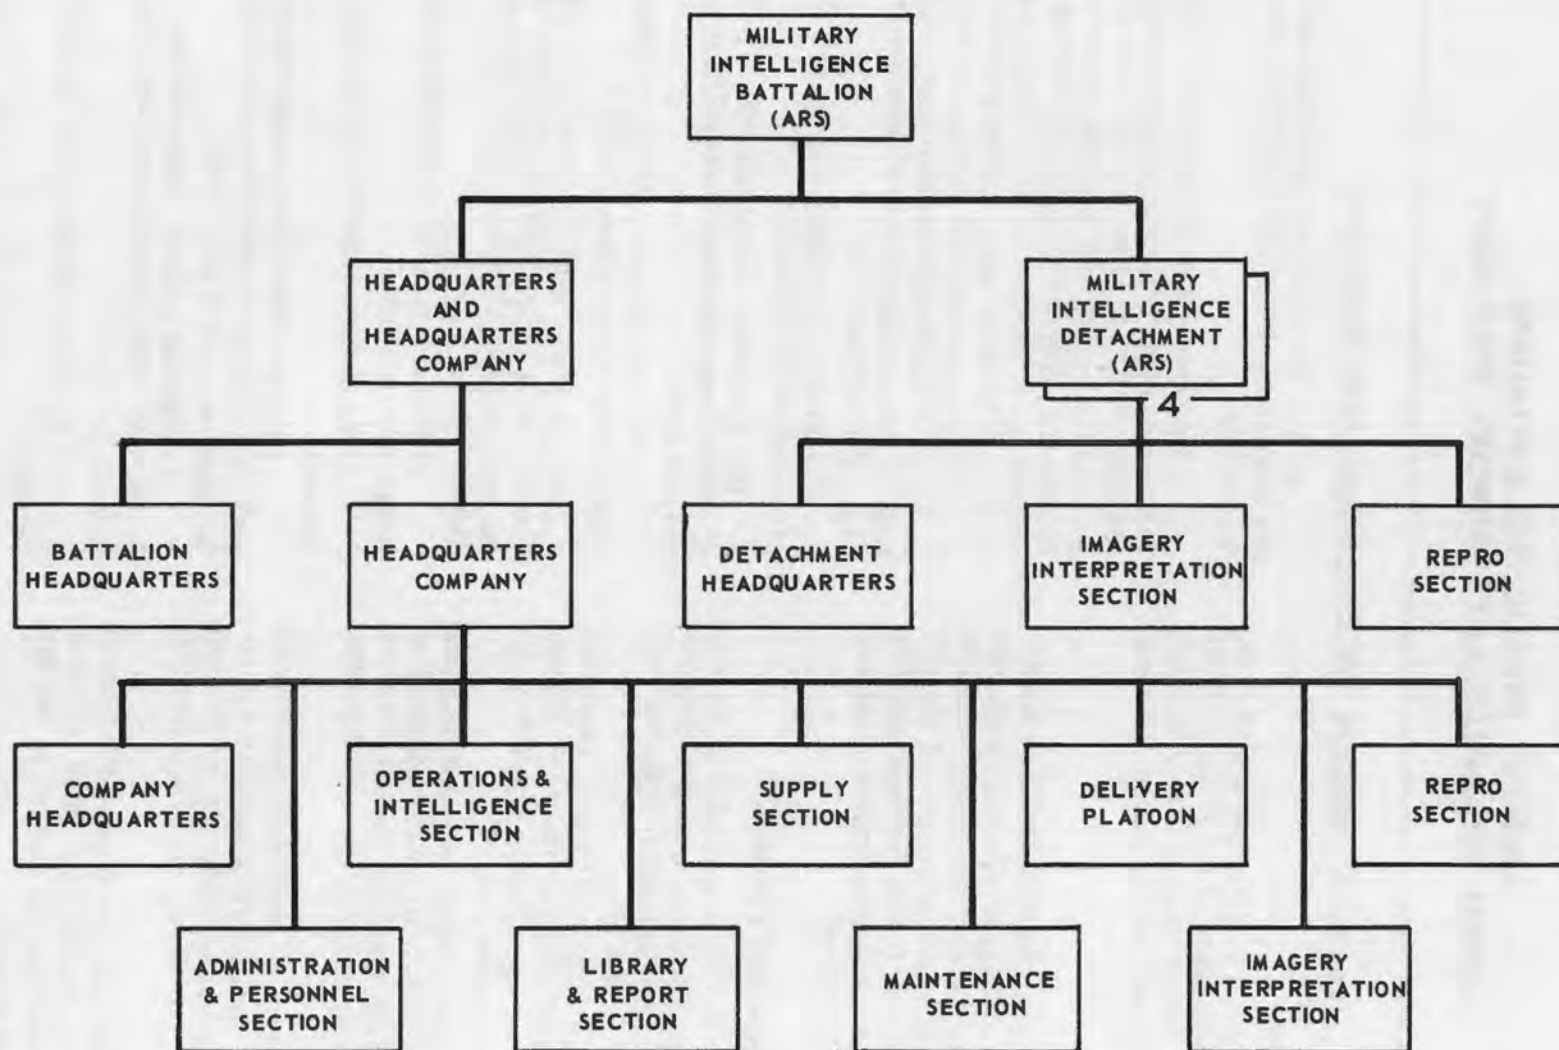 MILITARY
INTELLIGENCE
BATTALION
(ARS)
HEADQUARTERS
AND
HEADQUARTERS
COMPANY
MILITARY
INTELLIGENCE
DETACHMENT
(ARS)
4
BATTALION
HEADQUARTERS
HEADQUARTERS
COMPANY
DETACHMENT
HEADQUARTERS
IMAGERY
INTERPRETATION
SECTION
REPRO
SECTION
COMPANY
HEADQUARTERS
OPERATIONS &
INTELLIGENCE
SECTION
SUPPLY
SECTION
DELIVERY
PLATOON
REPRO
SECTION
ADMINISTRATION
& PERSONNEL
SECTION
LIBRARY
& REPORT
SECTION
MAINTENANCE
SECTION
IMAGERY
INTERPRETATION
SECTION